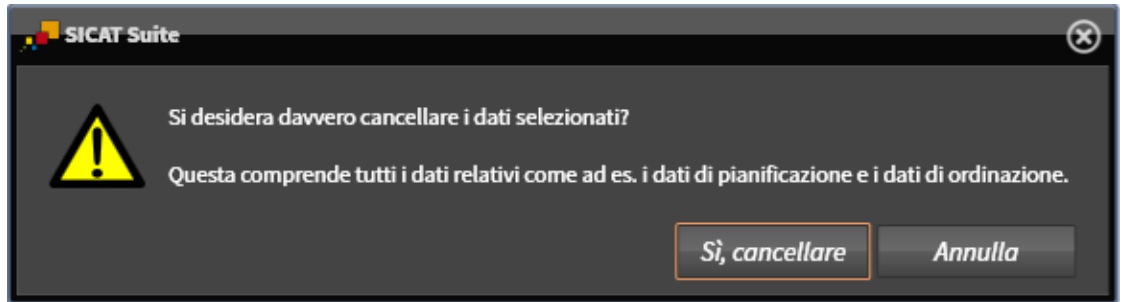 SICAT Suite
Si desidera davvero cancellare i dati selezionati?
Questa comprende tutti i dati relativi come ad es. i dati di pianificazione e i dati di ordinazione.
Sì, cancellare Annulla